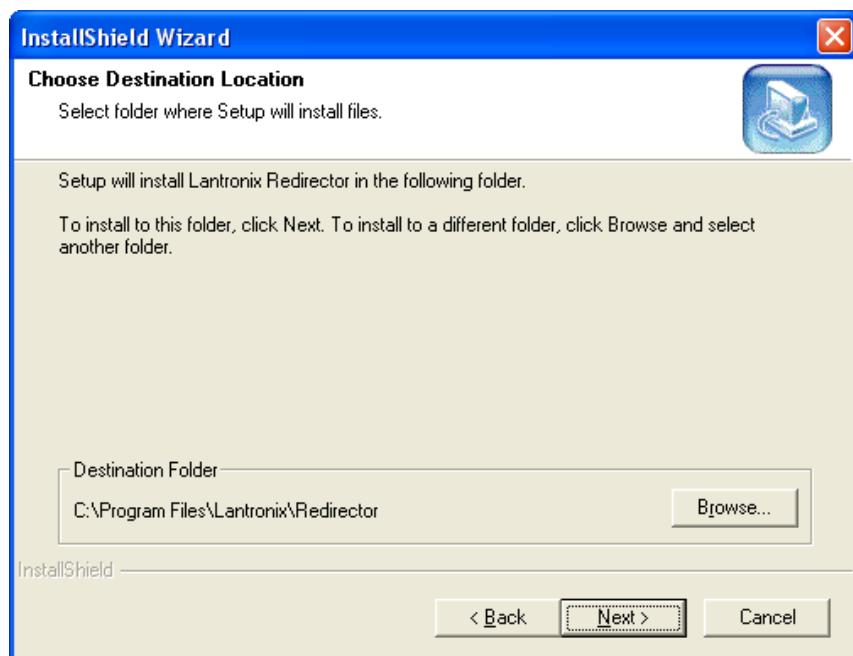 InstallShield Wizard
Choose Destination Location
Select folder where Setup will install files.
Setup will install Lantronix Redirector in the following folder.
To install to this folder, click Next. To install to a different folder, click Browse and select
another folder.
Destination Folder
C:\Program Files\Lantronix\Redirector
Browse...
InstallShield
< Back
Next >
Cancel